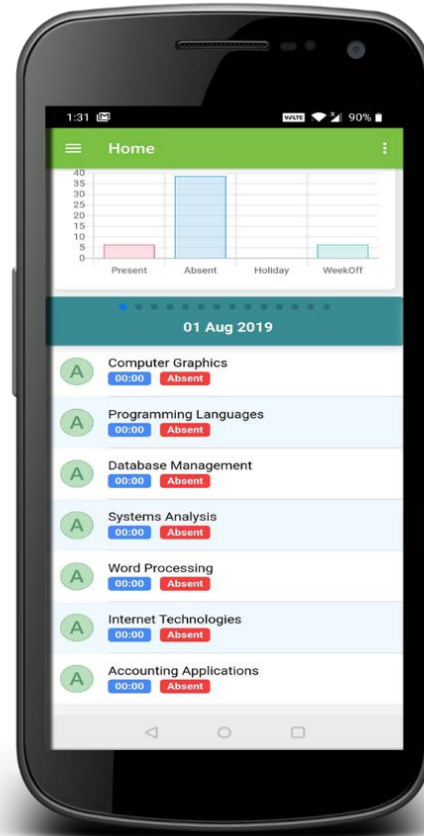 1:31 VoLTE 90%
Home
40
35
30
25
20
15
10
5
0
Present Absent Holiday WeekOff
01 Aug 2019
A Computer Graphics
00:00 Absent
A Programming Languages
00:00 Absent
A Database Management
00:00 Absent
A Systems Analysis
00:00 Absent
A Word Processing
00:00 Absent
A Internet Technologies
00:00 Absent
A Accounting Applications
00:00 Absent